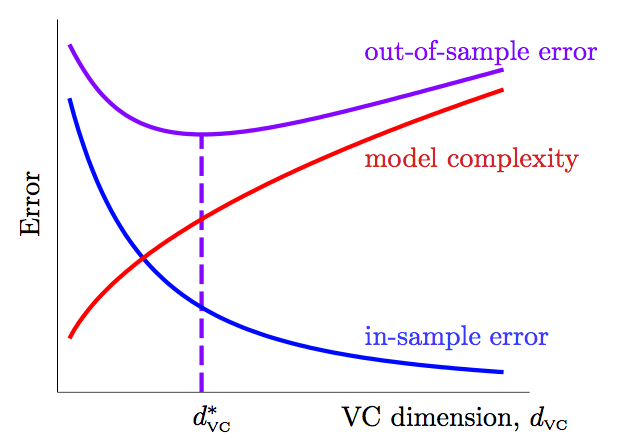 out-of-sample error
model complexity
Error
in-sample error
d*VC
VC dimension, dVC